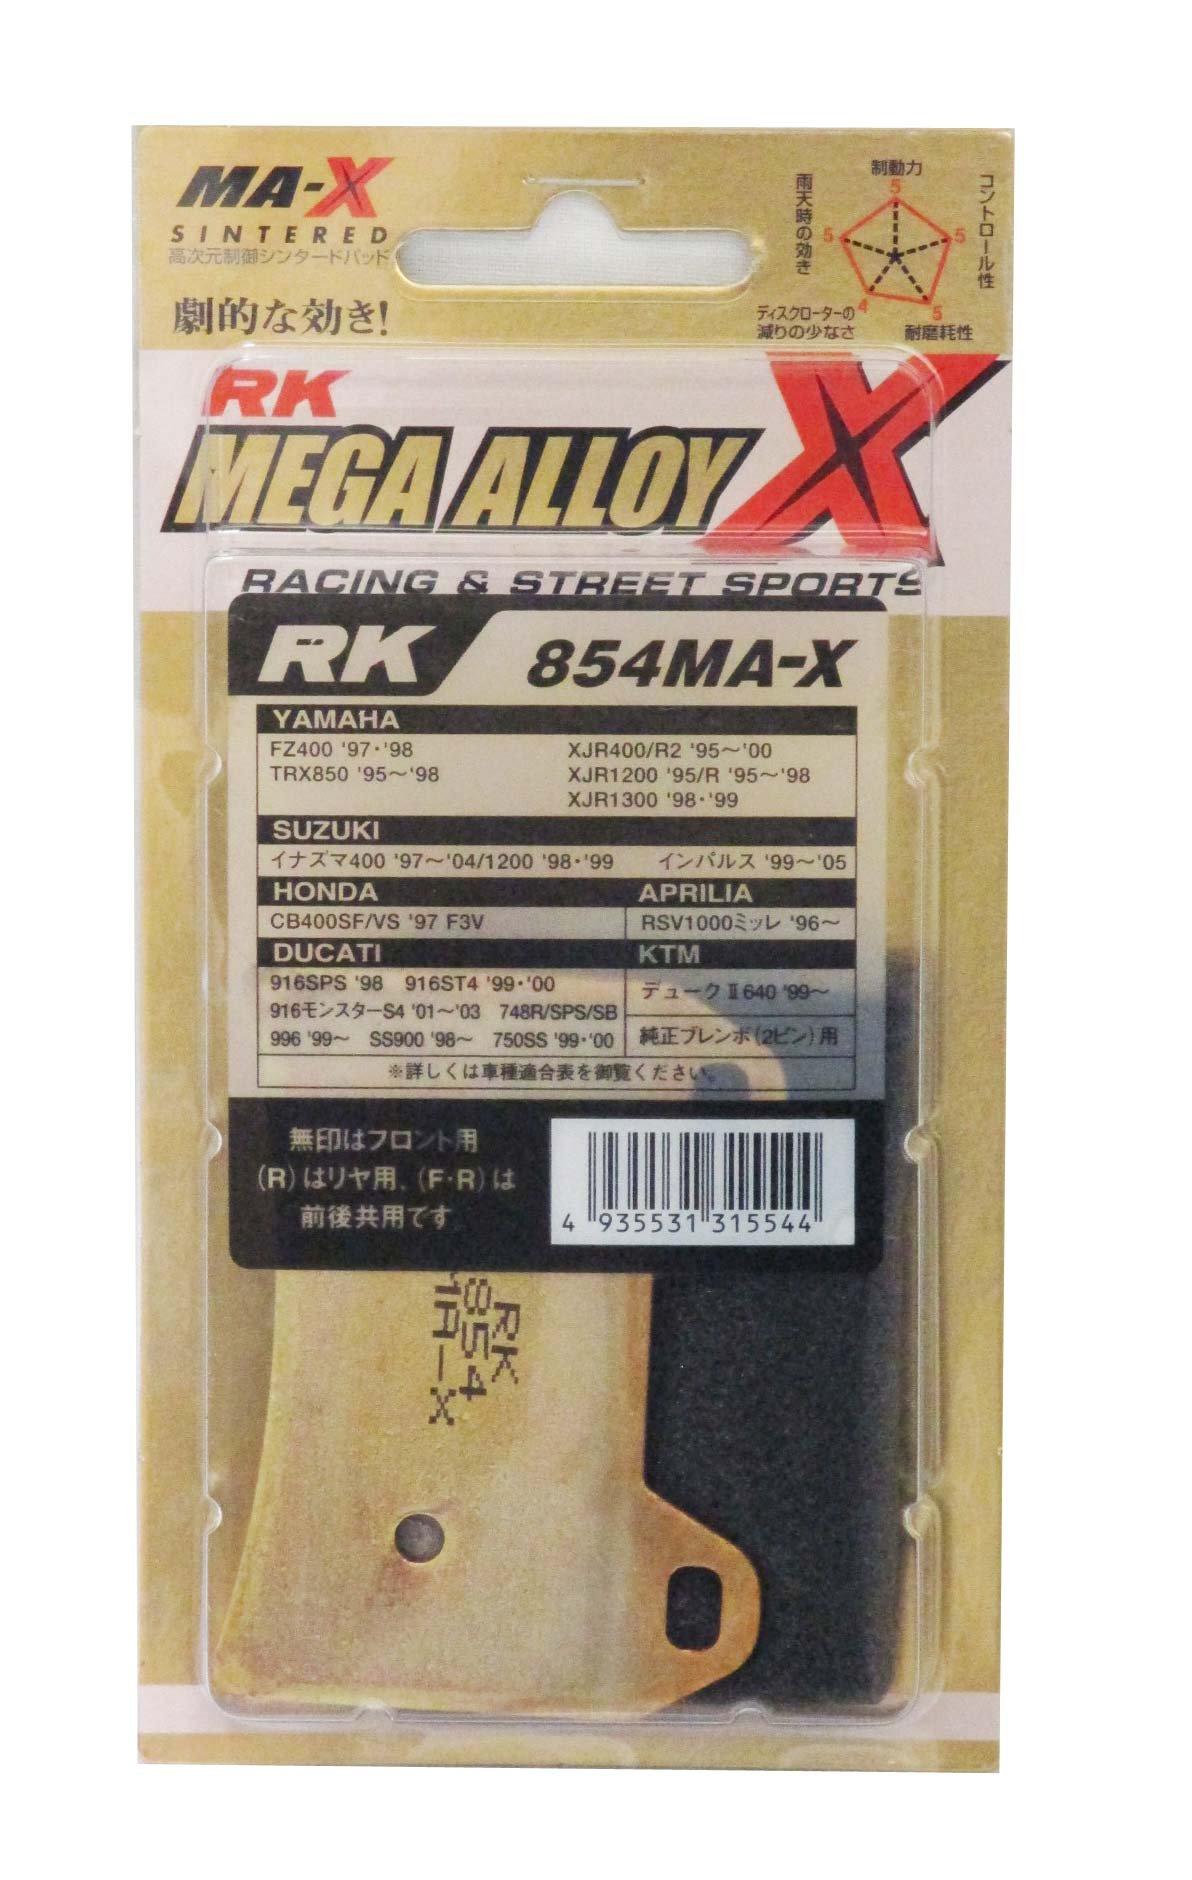 MA-X
SINTERED
高次元制御シンタードパッド
劇的な効き!
制動力
5
コントロール性
5
雨天時の効き
5
ディスクローターの
減りの少なさ
4
5
耐磨耗性
RK
MEGA ALLOY X
RACING & STREET SPORTS
RK 854MA-X
YAMAHA
FZ400 '97・'98 XJR400/R2 '95～'00
TRX850 '95～'98 XJR1200 '95/R '95～'98
XJR1300 '98・'99
SUZUKI
イナズマ400 '97～'04/1200 '98・'99 インパルス '99～'05
HONDA APRILIA
CB400SF/VS '97 F3V RSV1000ミッレ '96～
DUCATI KTM
916SPS '98 916ST4 '99・'00 デュークⅡ640 '99～
916モンスターS4 '01～'03 748R/SPS/SB
996 '99～ SS900 '98～ 750SS '99・'00 純正ブレンボ(2ピン)用
※詳しくは車種適合表を御覧ください。
無印はフロント用
(R)はリヤ用、(F・R)は
前後共用です
4 935531 315544
RK
854
MA-X